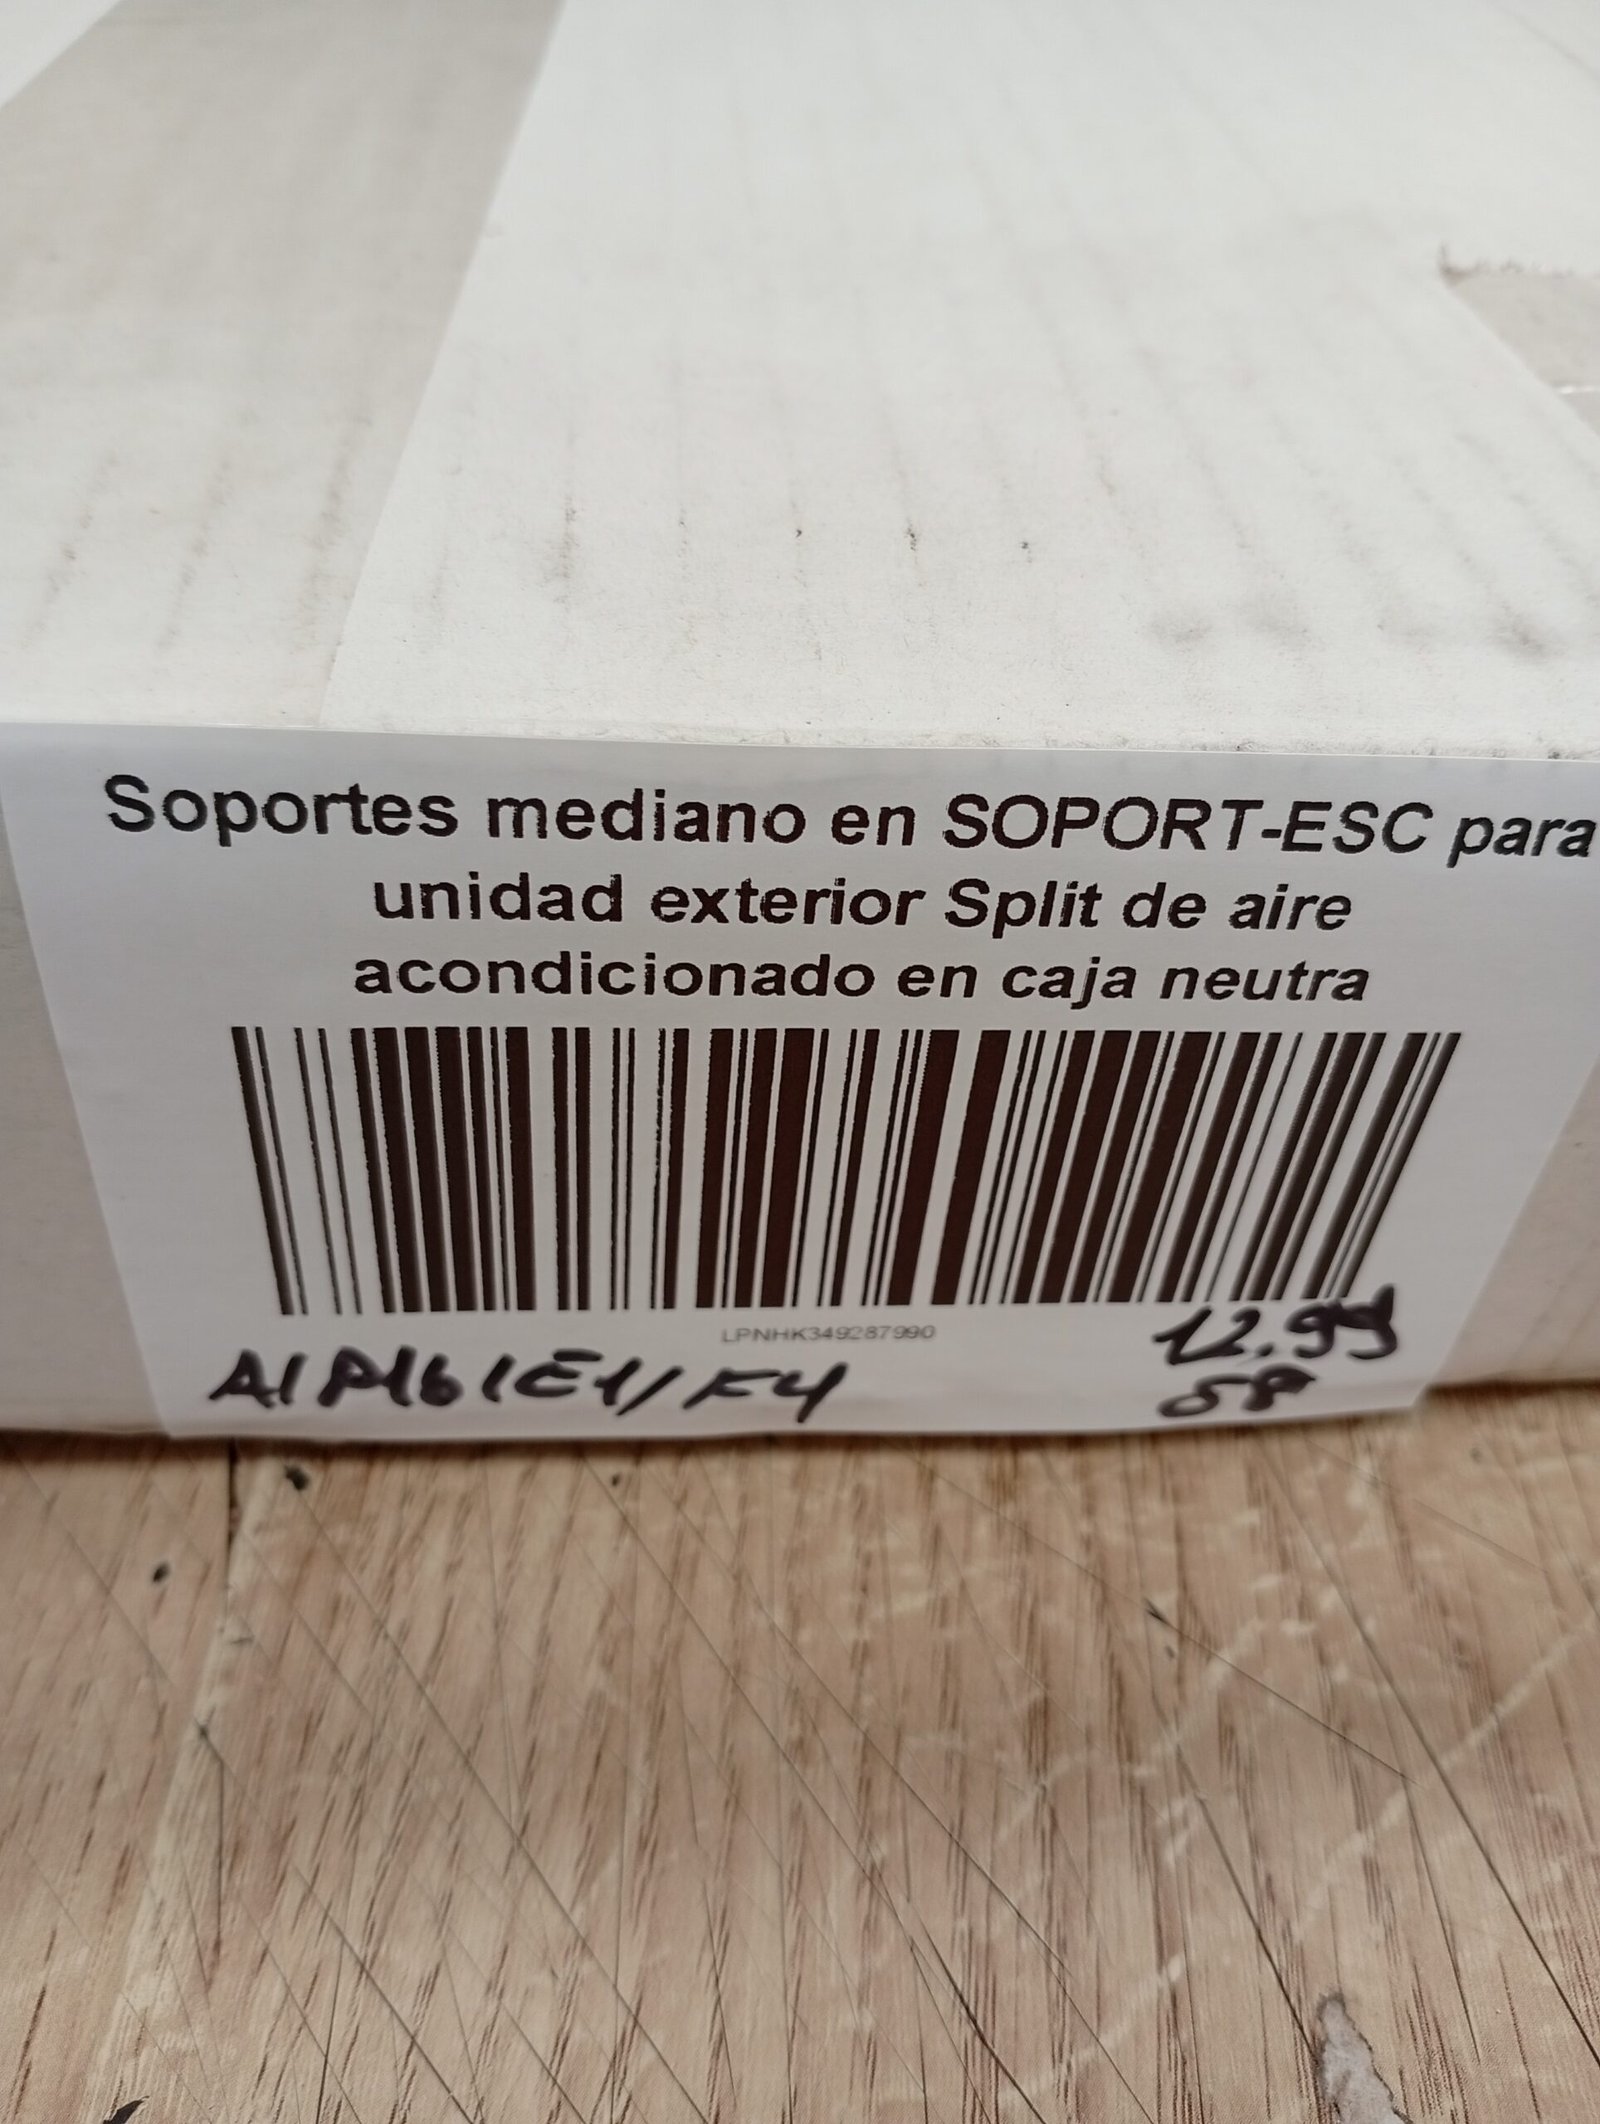 Soportes mediano en SOPORT-ESC para
unidad exterior Split de aire
acondicionado en caja neutra
LPNHK349287990
12.99
A1P161E1/F4
58